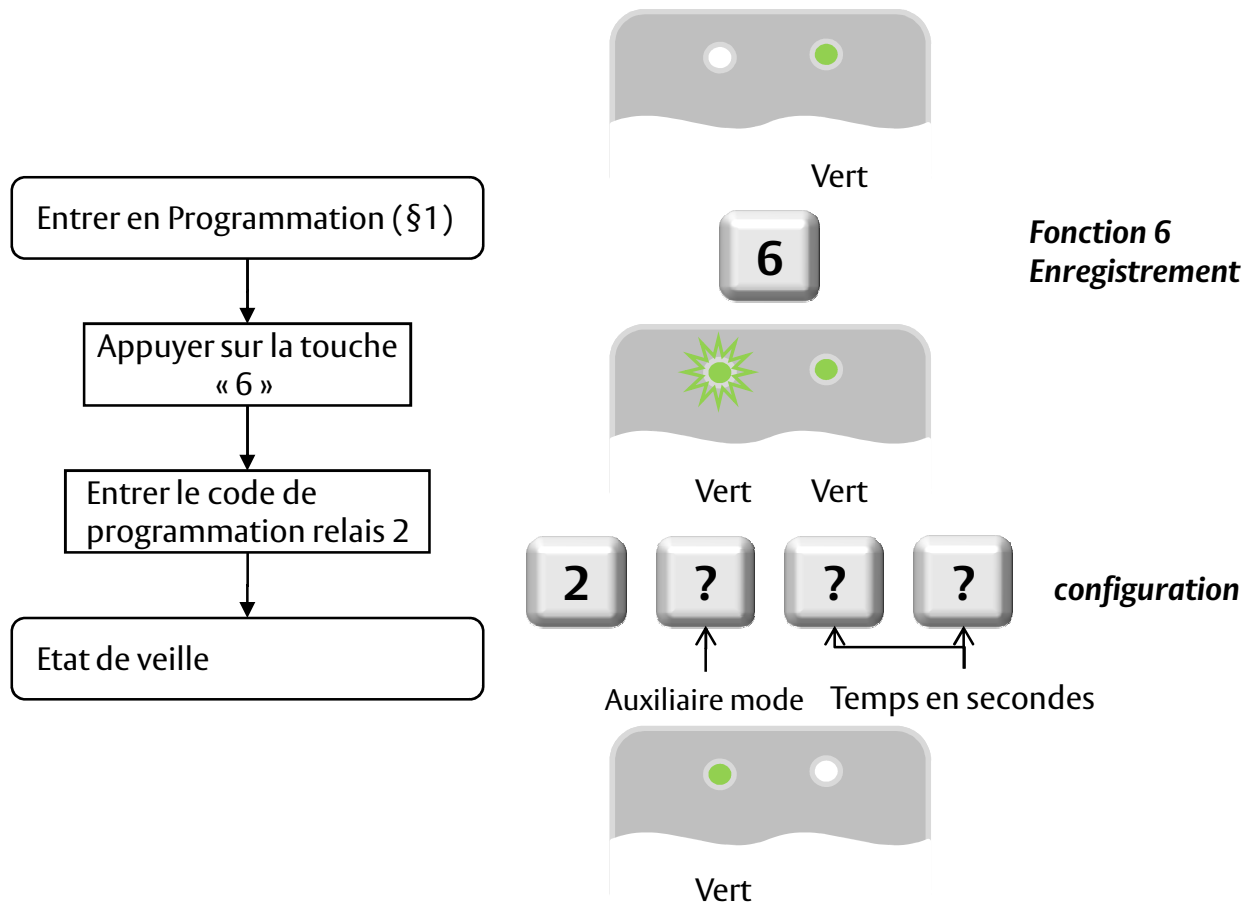 Entrer en Programmation (§1)
Appuyer sur la touche
« 6 »
Entrer le code de
programmation relais 2
Etat de veille
Vert
6
Fonction 6
Enregistrement
Vert Vert
2 ? ? ?
configuration
Auxiliaire mode Temps en secondes
Vert